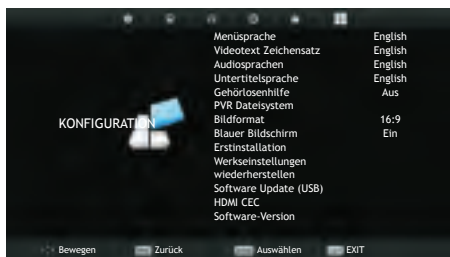 Menüsprache English
Videotext Zeichensatz English
Audiosprachen English
Untertitelsprache English
Gehörlosenhilfe Aus
PVR Dateisystem
KONFIGURATION
Bildformat 16:9
Blauer Bildschirm Ein
Erstinstallation
Werkseinstellungen
wiederherstellen
Software Update (USB)
HDMI CEC
Software-Version
Bewegen Zurück Auswählen EXIT